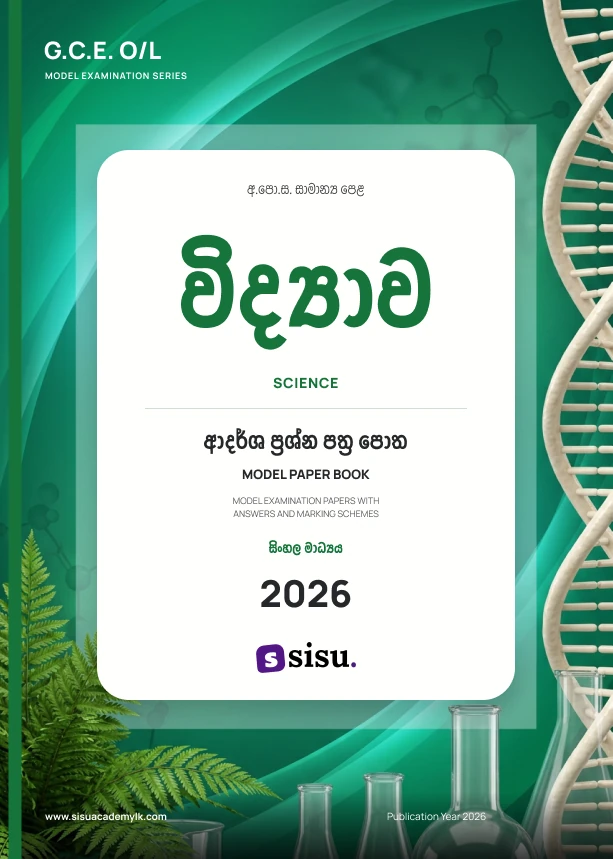 G.C.E. O/L
MODEL EXAMINATION SERIES
අ.පො.ස. සාමාන්‍ය පෙළ
විද්‍යාව
SCIENCE
ආදර්ශ ප්‍රශ්න පත්‍ර පොත
MODEL PAPER BOOK
MODEL EXAMINATION PAPERS WITH
ANSWERS AND MARKING SCHEMES
සිංහල මාධ්‍යය
2026
s sisu.
www.sisuacademylk.com
Publication Year 2026